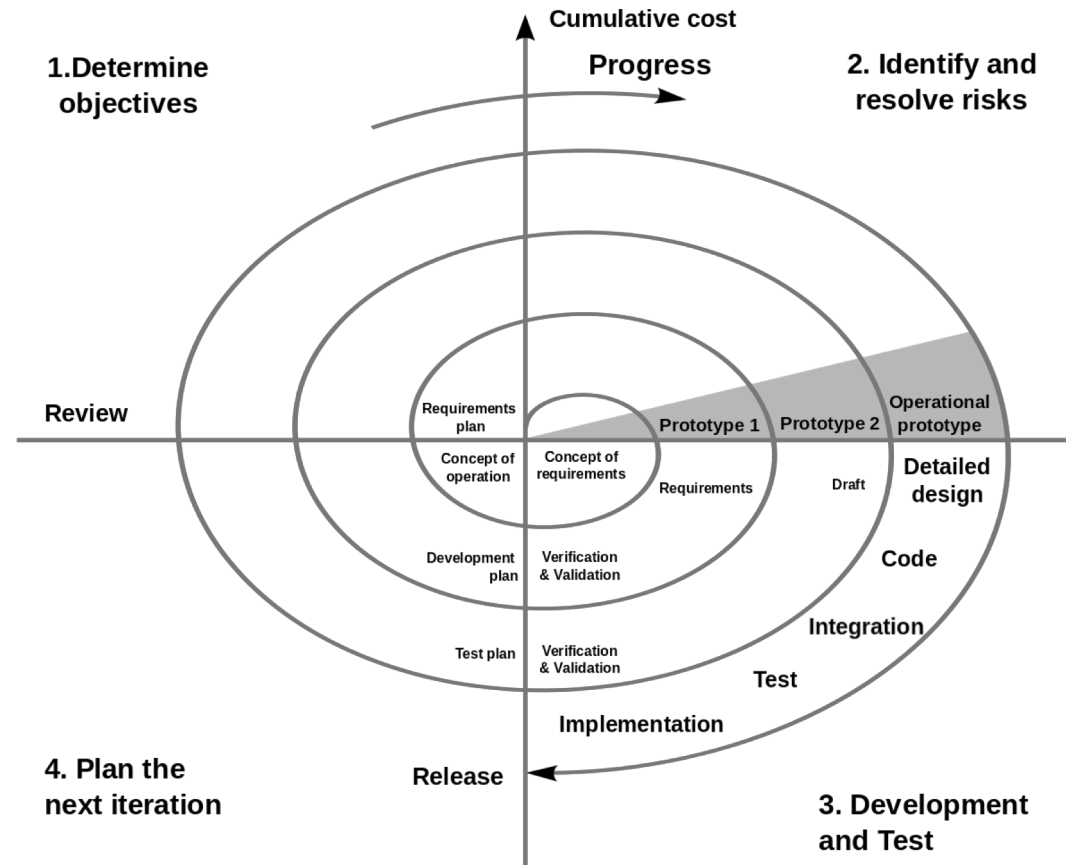 Cumulative cost
Progress
1.Determine
objectives
2. Identify and
resolve risks
Review
Requirements
plan
Prototype 1
Prototype 2
Operational
prototype
Concept of
operation
Concept of
requirements
Requirements
Draft
Detailed
design
Development
plan
Verification
& Validation
Code
Integration
Test plan
Verification
& Validation
Test
Implementation
Release
4. Plan the
next iteration
3. Development
and Test